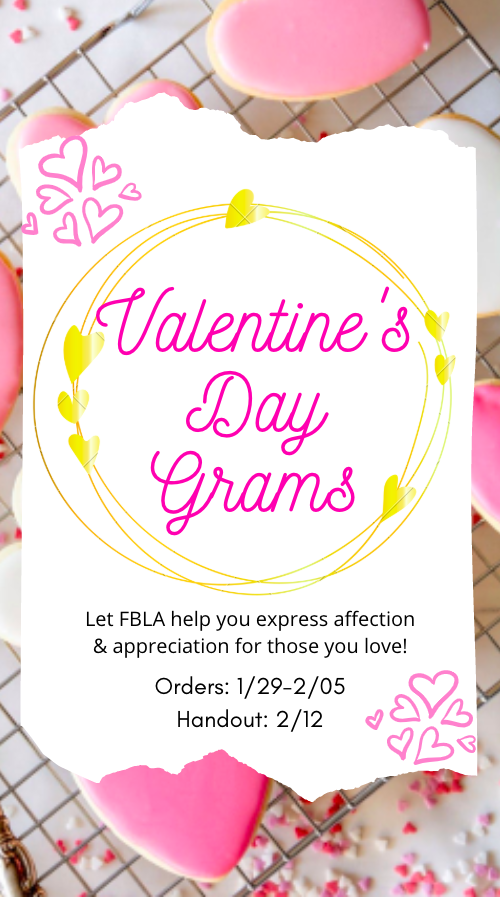 Valentine's
Day
Grams
Let FBLA help you express affection
& appreciation for those you love!
Orders: 1/29-2/05
Handout: 2/12